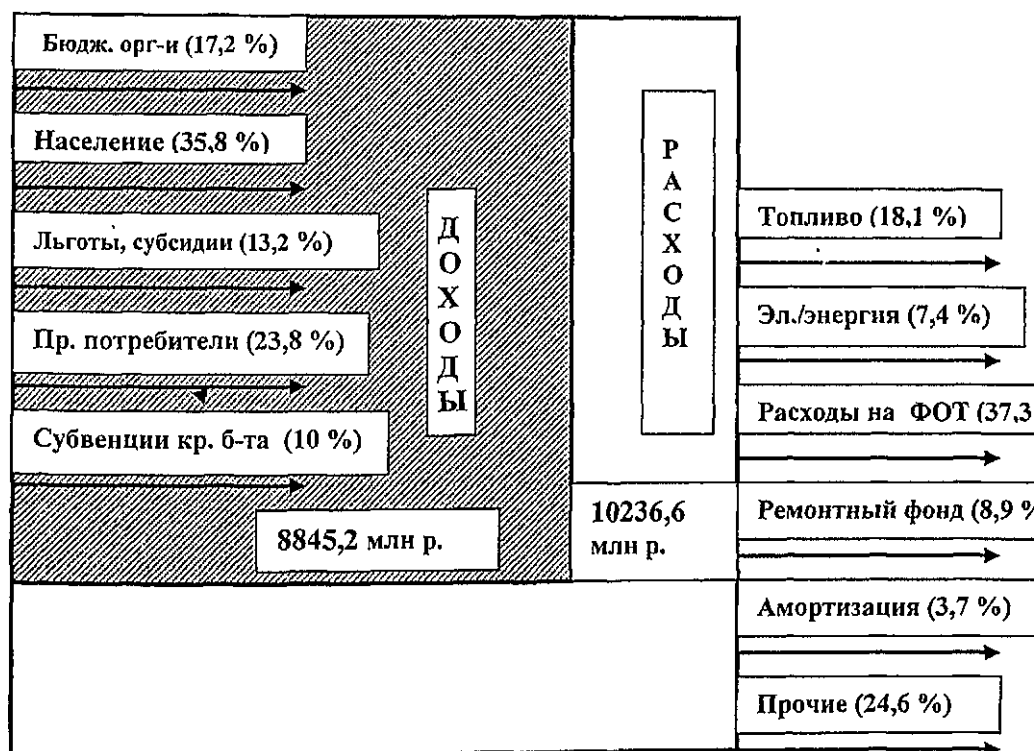 Бюдж. орг-и (17,2 %)
Население (35,8 %)
Льготы, субсидии (13,2 %)
Пр. потребители (23,8 %)
Субвенции кр. б-та (10 %)
ДОХОДЫ
8845,2 млн р.
РАСХОДЫ
10236,6
млн р.
Топливо (18,1 %)
Эл./энергия (7,4 %)
Расходы на ФОТ (37,3
Ремонтный фонд (8,9 %
Амортизация (3,7 %)
Прочие (24,6 %)